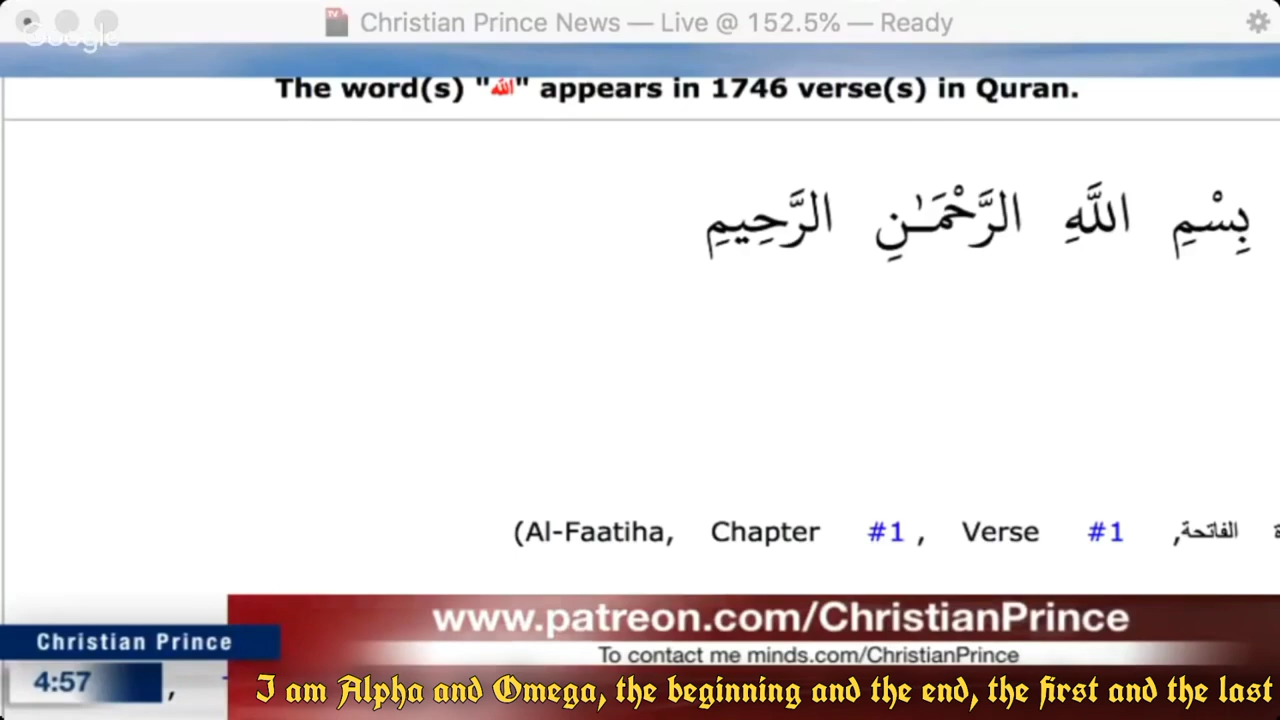 Christian Prince News — Live @ 152.5% — Ready
Google
The word(s) "الله" appears in 1746 verse(s) in Quran.
بِسْمِ اللَّهِ الرَّحْمَـٰنِ الرَّحِيمِ
(Al-Faatiha, Chapter #1, Verse #1 الفاتحة,
www.patreon.com/ChristianPrince
Christian Prince
To contact me minds.com/ChristianPrince
4:57 ,
I am Alpha and Omega, the beginning and the end, the first and the last